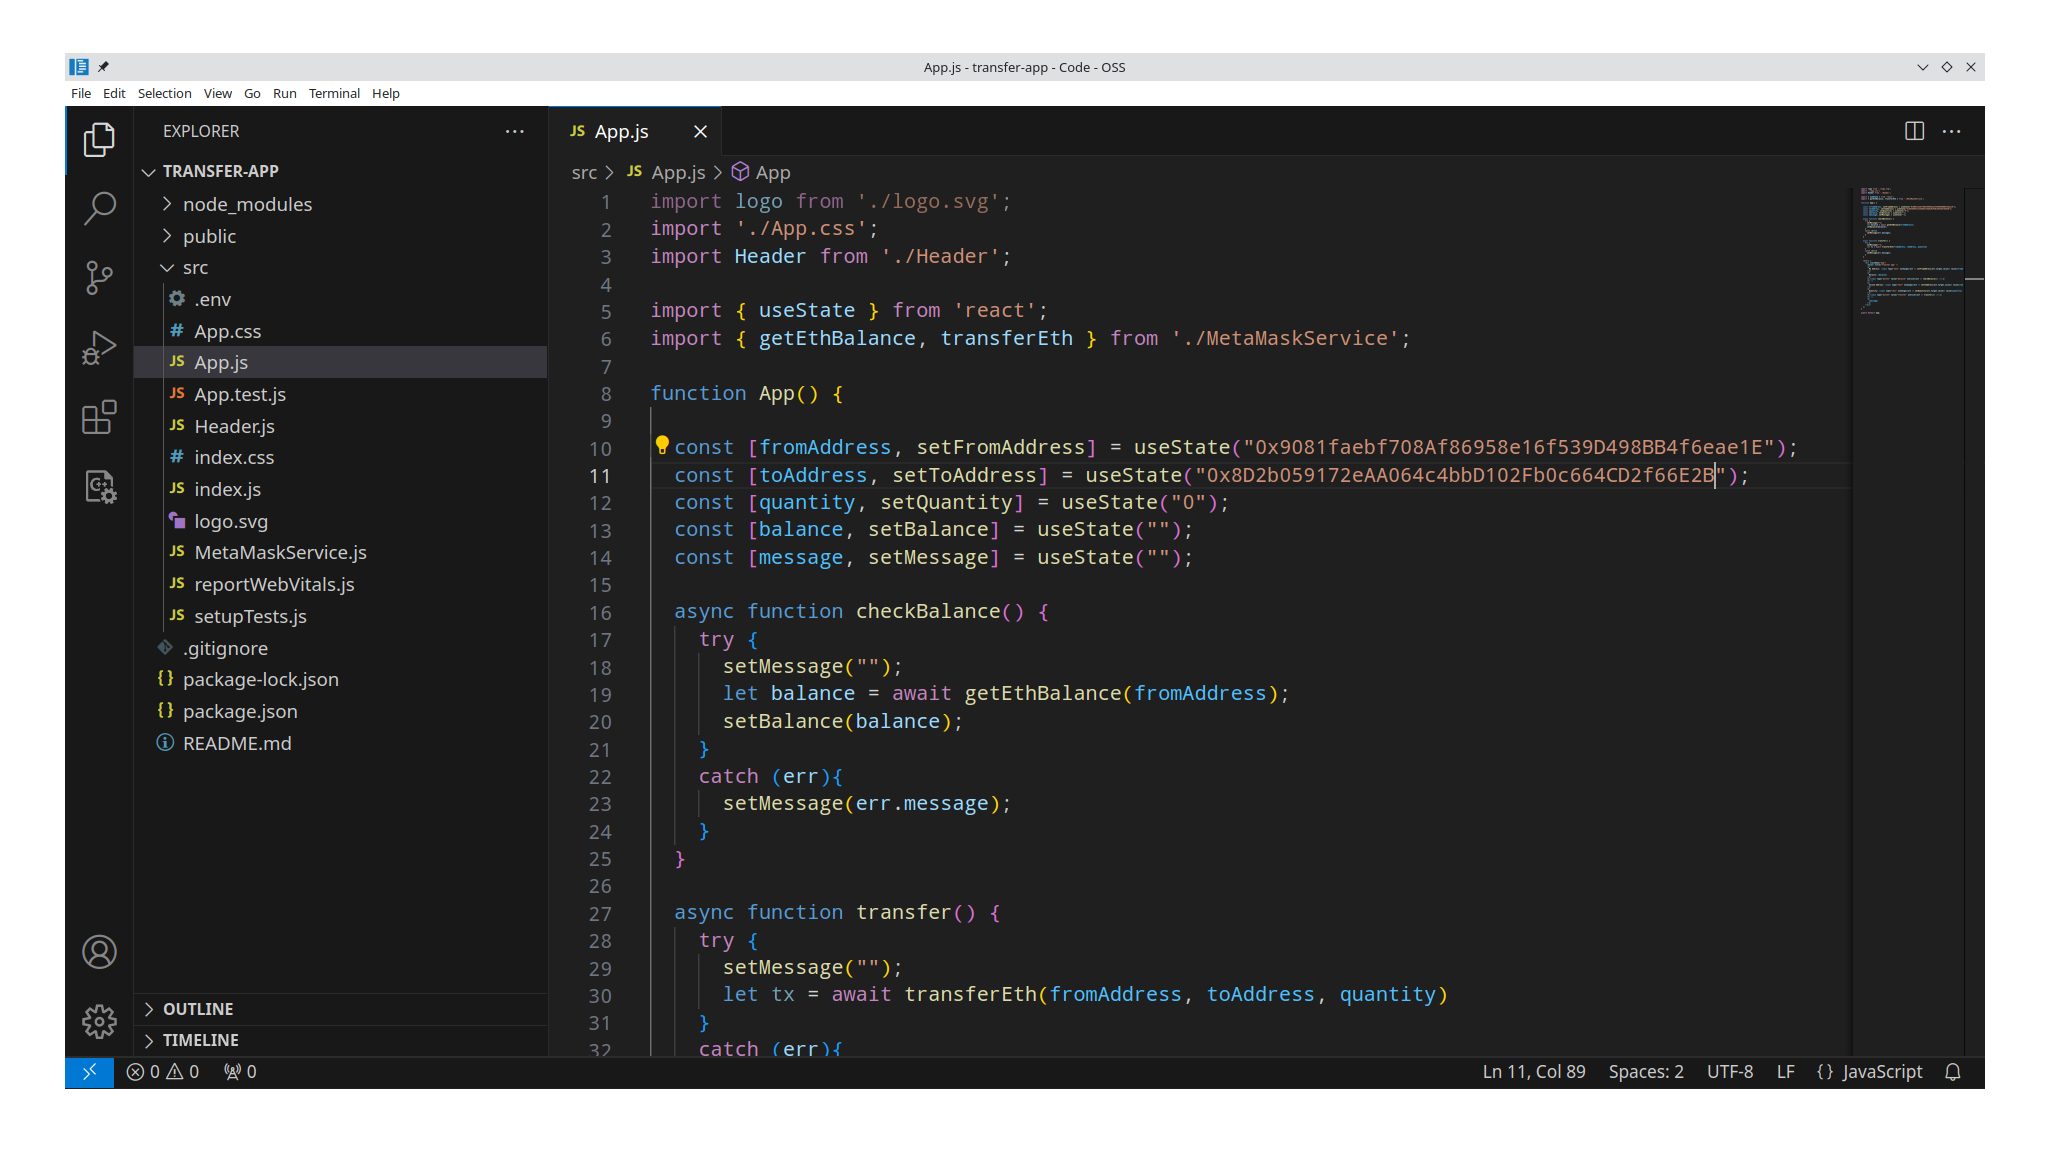 App.js - transfer-app - Code - OSS
File Edit Selection View Go Run Terminal Help
EXPLORER
TRANSFER-APP
node_modules
public
src
.env
# App.css
JS App.js
JS App.test.js
JS Header.js
# index.css
JS index.js
logo.svg
JS MetaMaskService.js
JS reportWebVitals.js
JS setupTests.js
.gitignore
{} package-lock.json
{} package.json
README.md
OUTLINE
TIMELINE
JS App.js
src > JS App.js > App
1 import logo from './logo.svg';
2 import './App.css';
3 import Header from './Header';
4
5 import { useState } from 'react';
6 import { getEthBalance, transferEth } from './MetaMaskService';
7
8 function App() {
9
10 const [fromAddress, setFromAddress] = useState("0x9081faebf708Af86958e16f539D498BB4f6eae1E");
11 const [toAddress, setToAddress] = useState("0x8D2b059172eAA064c4bbD102Fb0c664CD2f66E2B");
12 const [quantity, setQuantity] = useState("0");
13 const [balance, setBalance] = useState("");
14 const [message, setMessage] = useState("");
15
16 async function checkBalance() {
17 try {
18 setMessage("");
19 let balance = await getEthBalance(fromAddress);
20 setBalance(balance);
21 }
22 catch (err){
23 setMessage(err.message);
24 }
25 }
26
27 async function transfer() {
28 try {
29 setMessage("");
30 let tx = await transferEth(fromAddress, toAddress, quantity)
31 }
32 catch (err){
0 0 0
Ln 11, Col 89 Spaces: 2 UTF-8 LF {} JavaScript